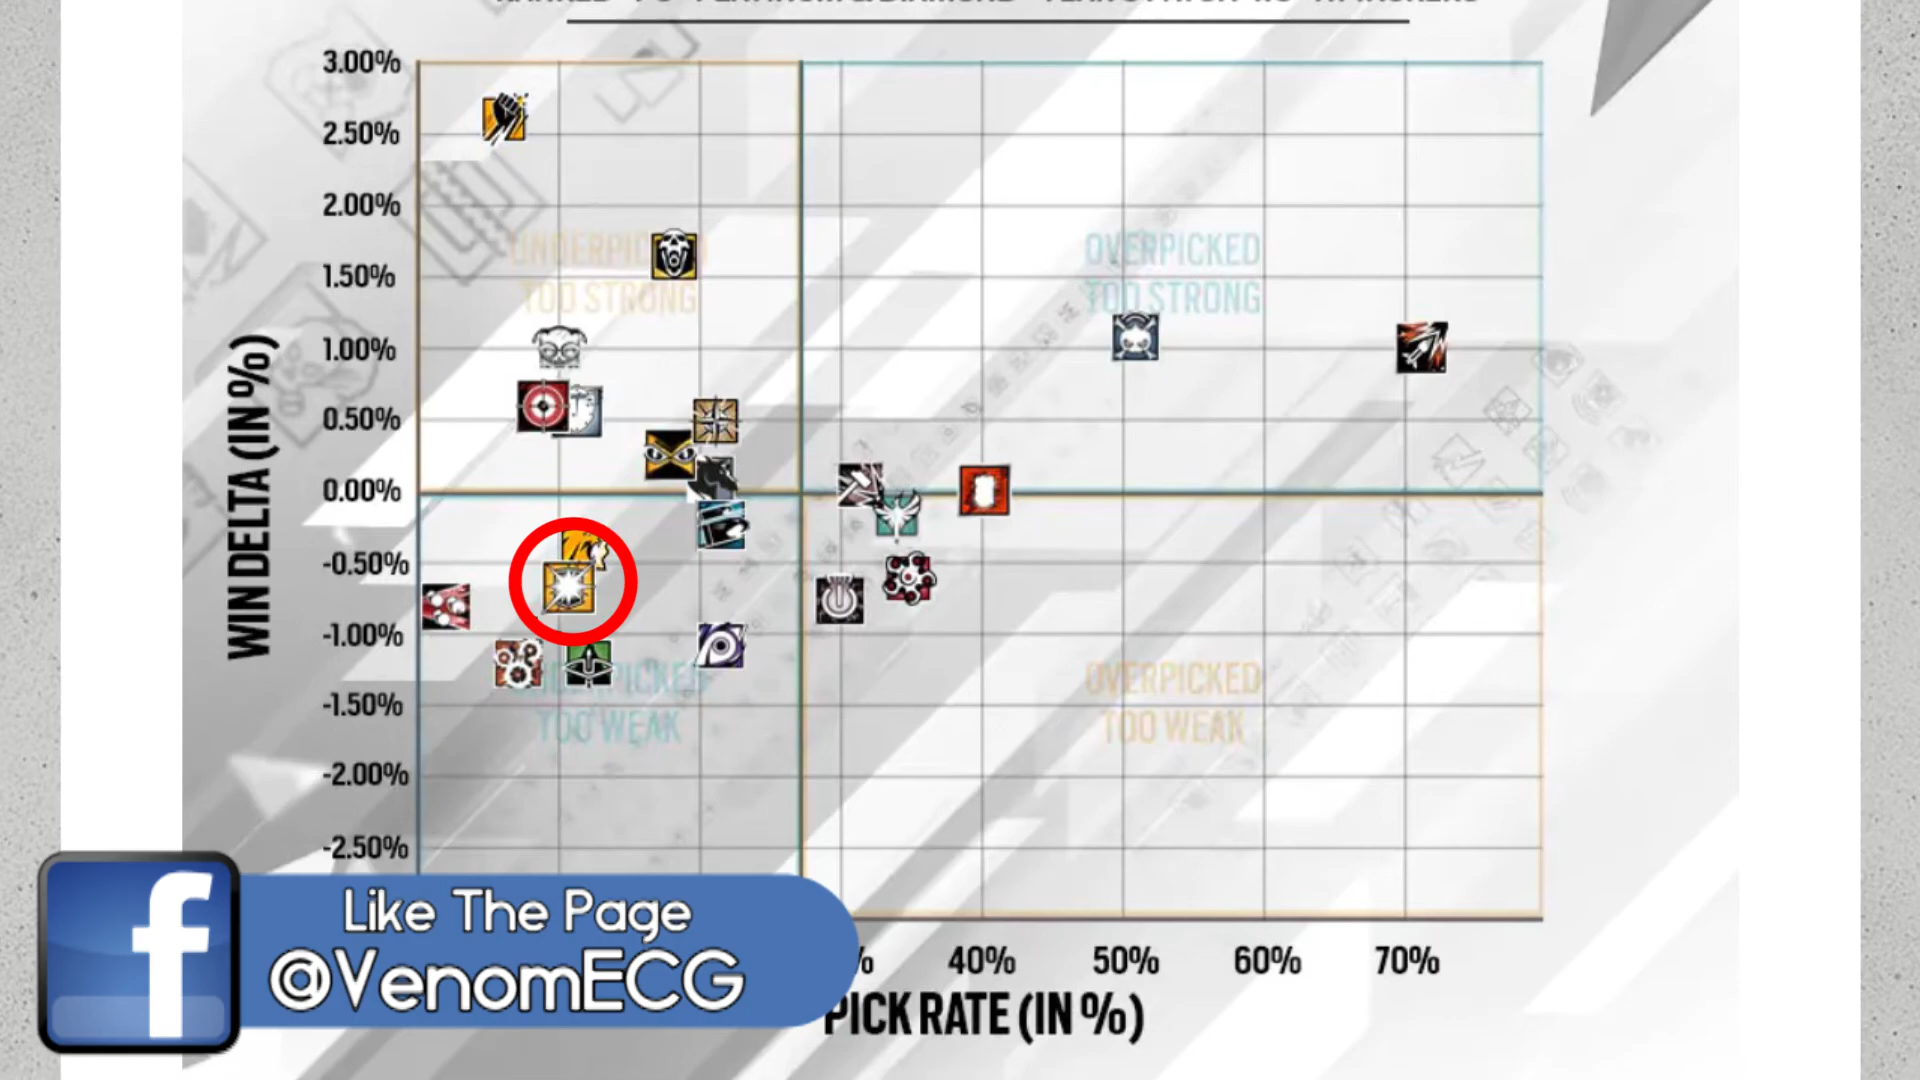 3.00%
2.50%
2.00%
1.50%
1.00%
0.50%
0.00%
-0.50%
-1.00%
-1.50%
-2.00%
-2.50%
WIN DELTA (IN %)
TOO STRONG
OVERPICKED
TOO STRONG
TOO WEAK
OVERPICKED
TOO WEAK
40%
50%
60%
70%
PICK RATE (IN %)
Like The Page
@VenomECG